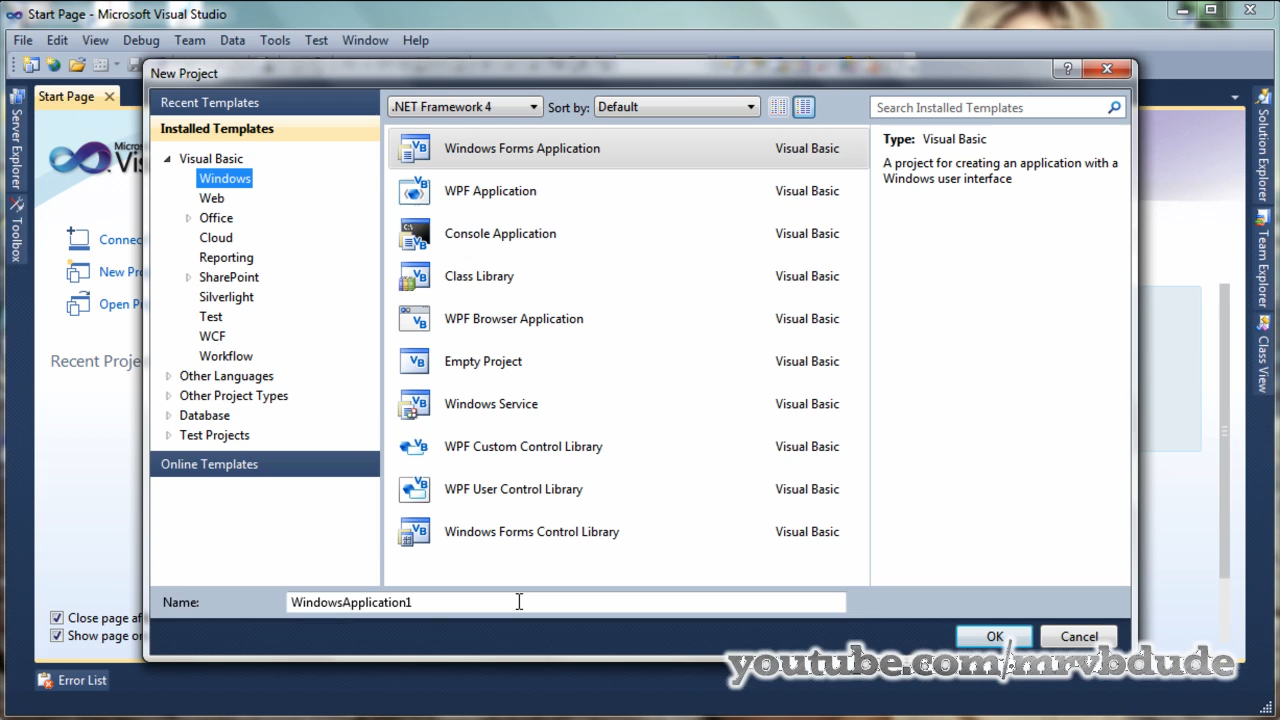 Start Page - Microsoft Visual Studio
File Edit View Debug Team Data Tools Test Window Help
New Project
Start Page
Recent Templates
.NET Framework 4
Sort by:
Default
Search Installed Templates
Installed Templates
Visual Basic
Windows
Web
Office
Cloud
Reporting
SharePoint
Silverlight
Test
WCF
Workflow
Other Languages
Other Project Types
Database
Test Projects
Online Templates
Windows Forms Application Visual Basic
WPF Application Visual Basic
Console Application Visual Basic
Class Library Visual Basic
WPF Browser Application Visual Basic
Empty Project Visual Basic
Windows Service Visual Basic
WPF Custom Control Library Visual Basic
WPF User Control Library Visual Basic
Windows Forms Control Library Visual Basic
Type: Visual Basic
A project for creating an application with a
Windows user interface
Name: WindowsApplication1
OK Cancel
Server Explorer
Toolbox
Solution Explorer
Team Explorer
Class View
Connec
New Pr
Open P
Recent Proje
Close page af
Show page on
Error List
youtube.com/mrvbdude